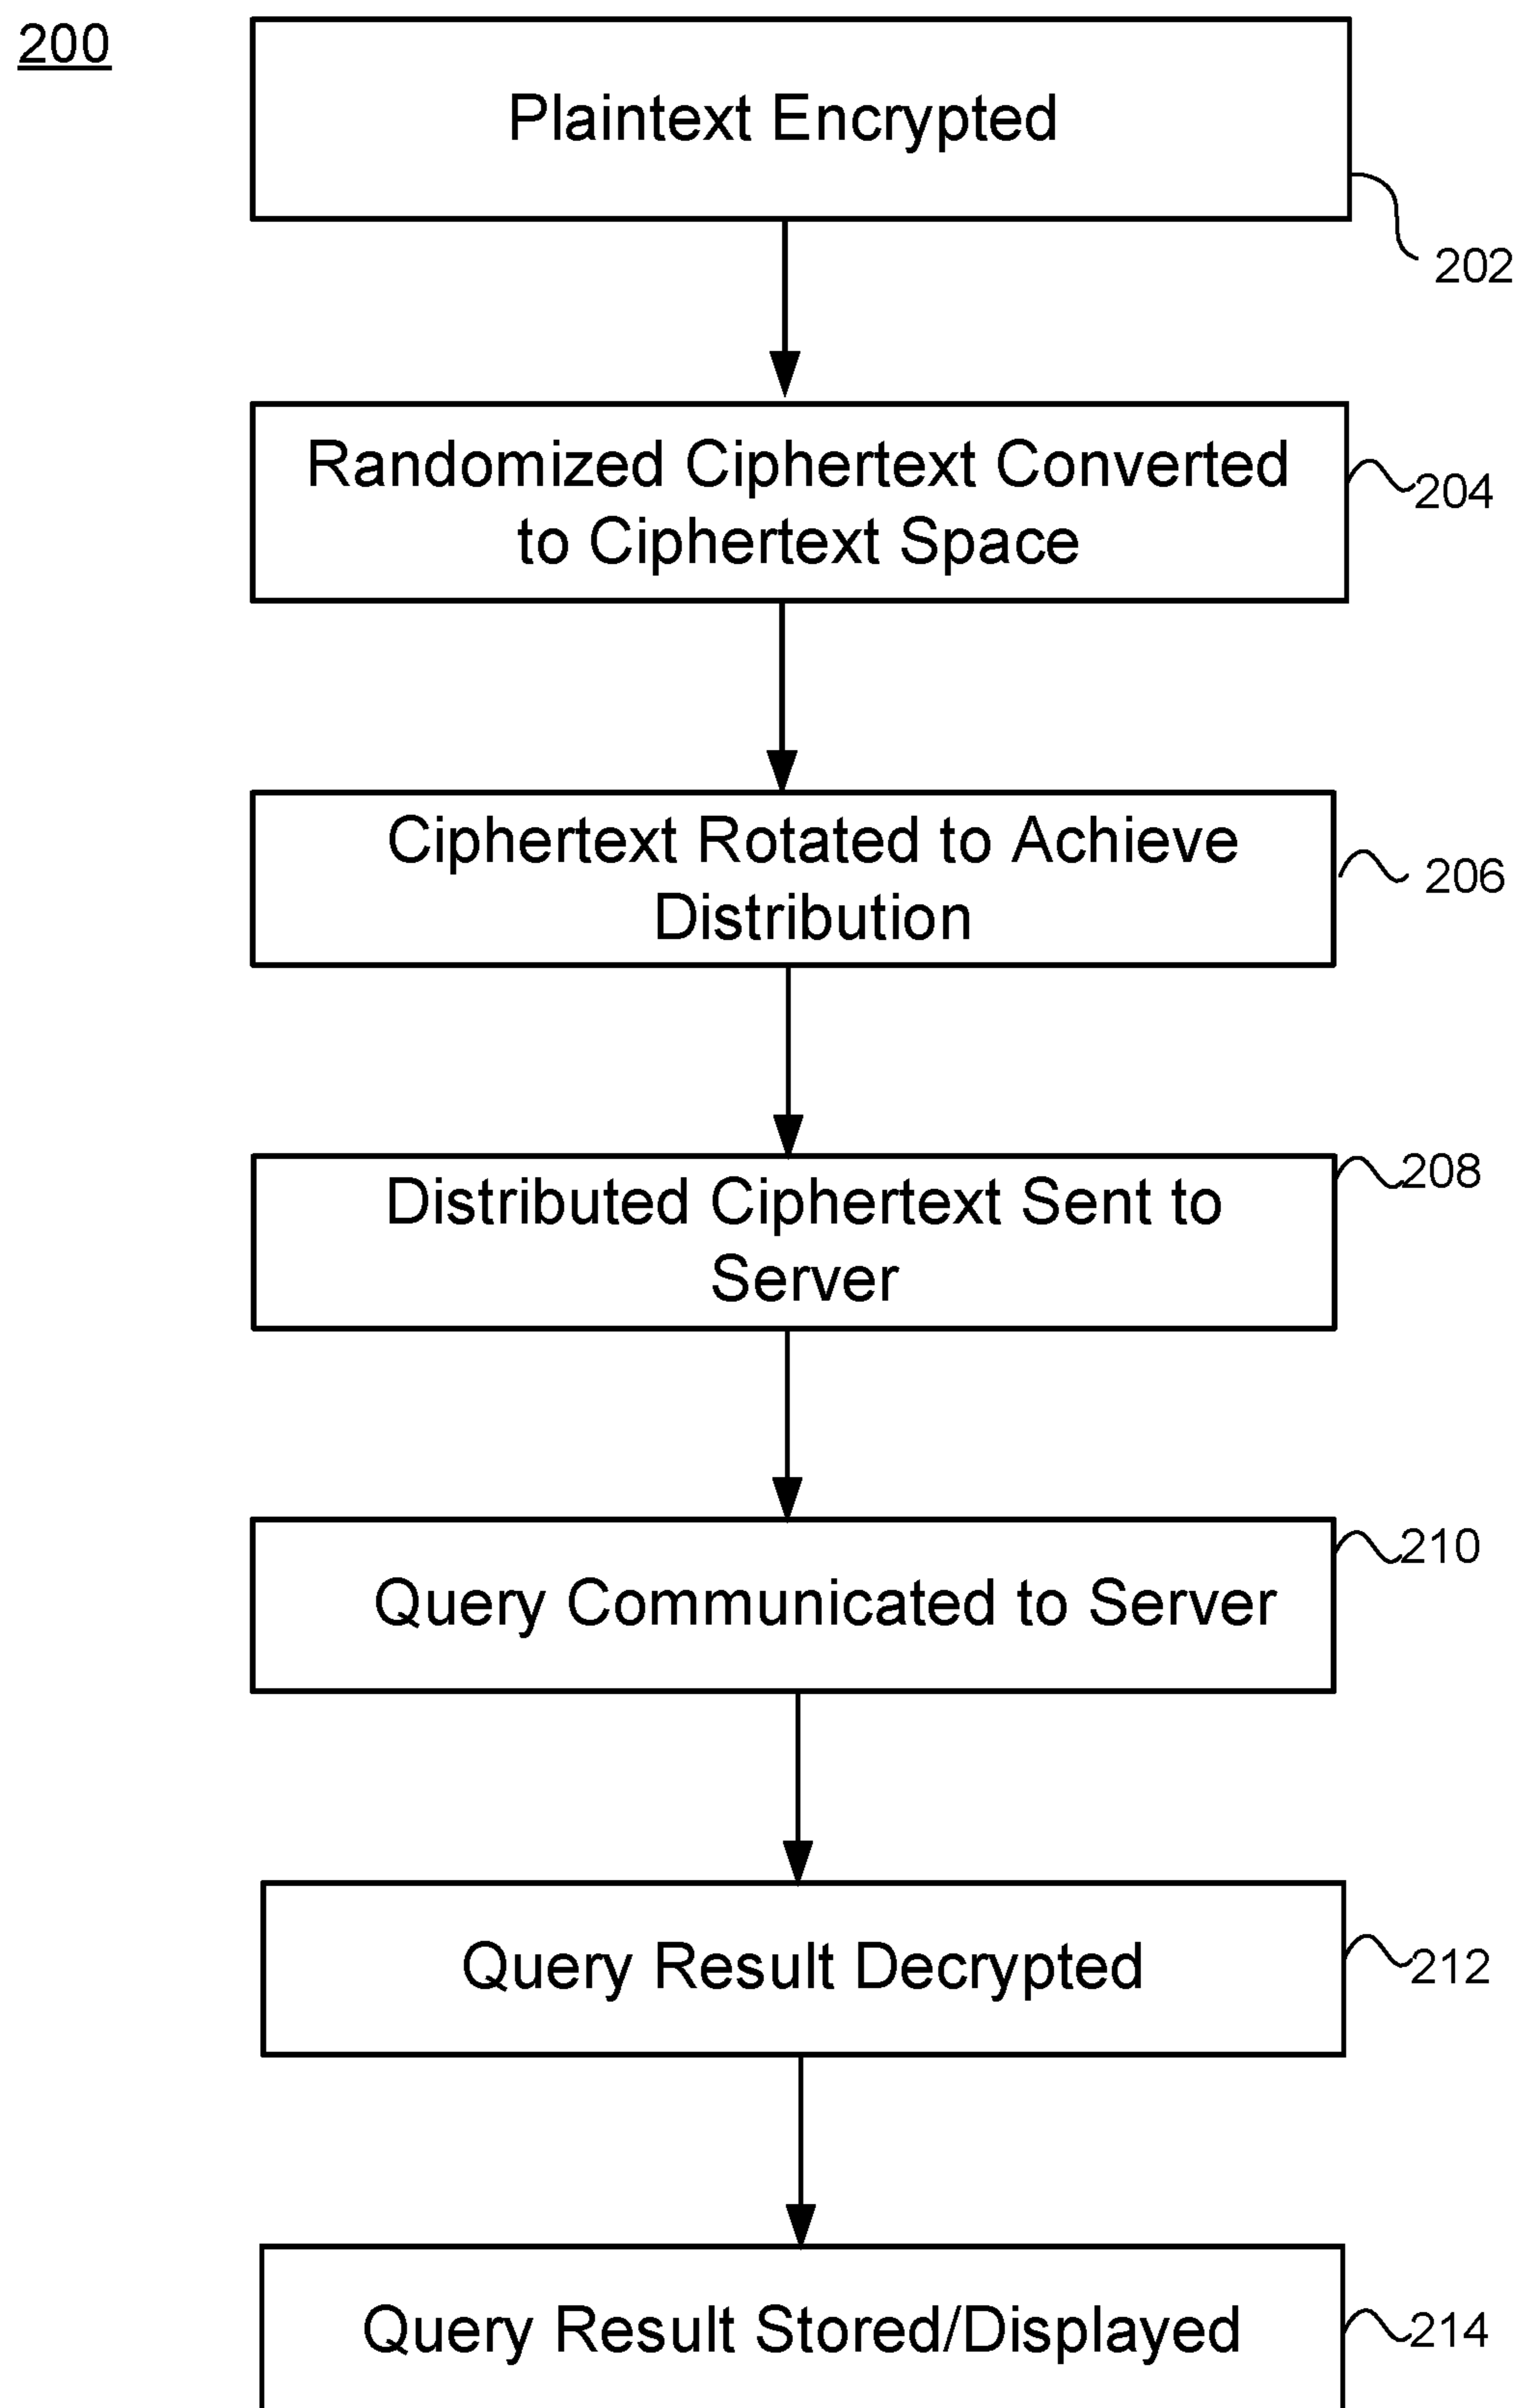 200
Plaintext Encrypted
202
Randomized Ciphertext Converted
to Ciphertext Space
204
Ciphertext Rotated to Achieve
Distribution
206
Distributed Ciphertext Sent to
Server
208
Query Communicated to Server
210
Query Result Decrypted
212
Query Result Stored/Displayed
214